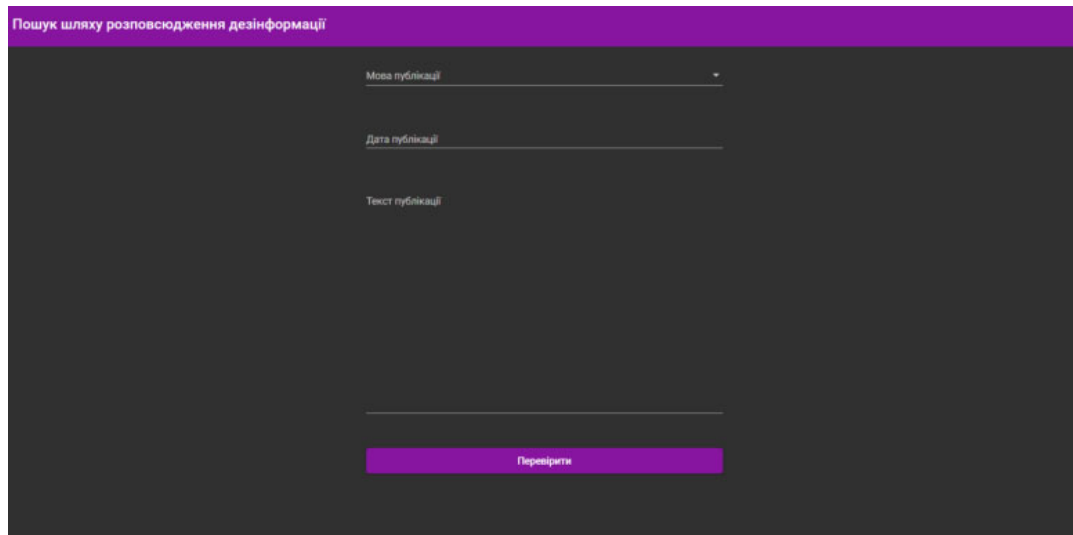 Пошук шляху розповсюдження дезінформації
Мова публікації
Дата публікації
Текст публікації
Перевірити